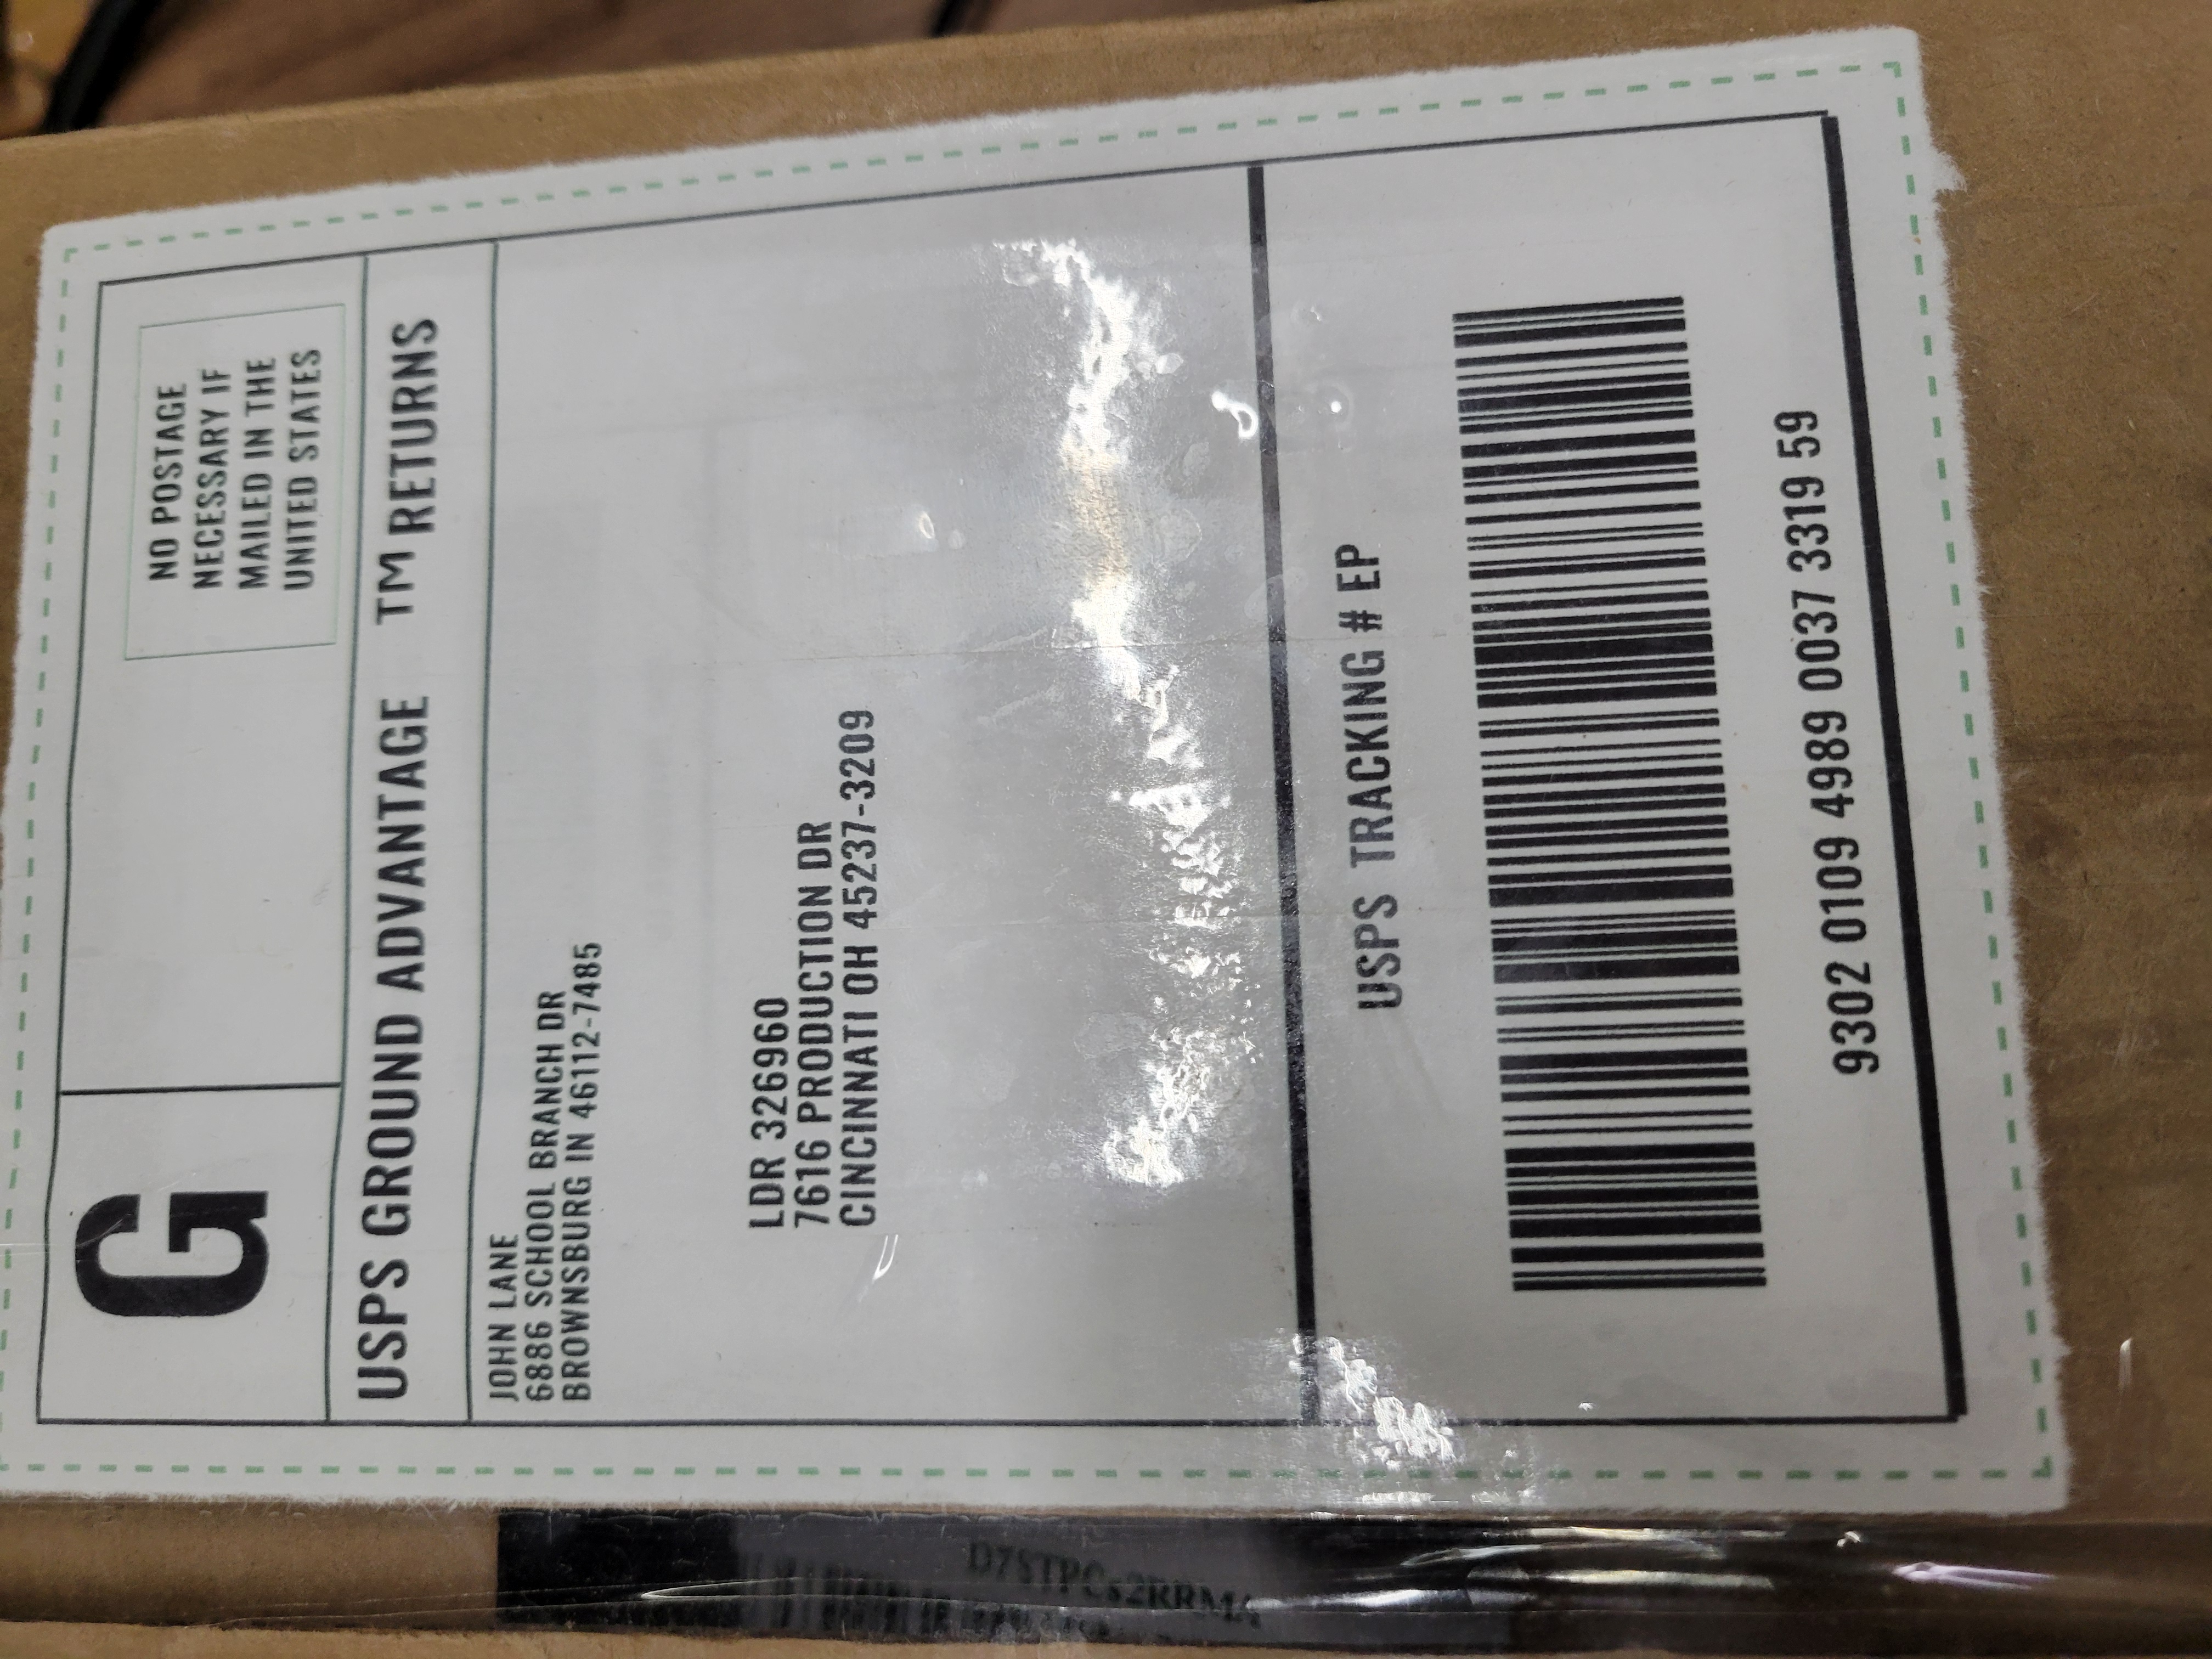 G
NO POSTAGE
NECESSARY IF
MAILED IN THE
UNITED STATES
USPS GROUND ADVANTAGE TM RETURNS
JOHN LANE
6886 SCHOOL BRANCH DR
BROWNSBURG IN 46112-7485
LDR 326960
7616 PRODUCTION DR
CINCINNATI OH 45237-3209
USPS TRACKING # EP
9302 0109 4989 0037 3319 59